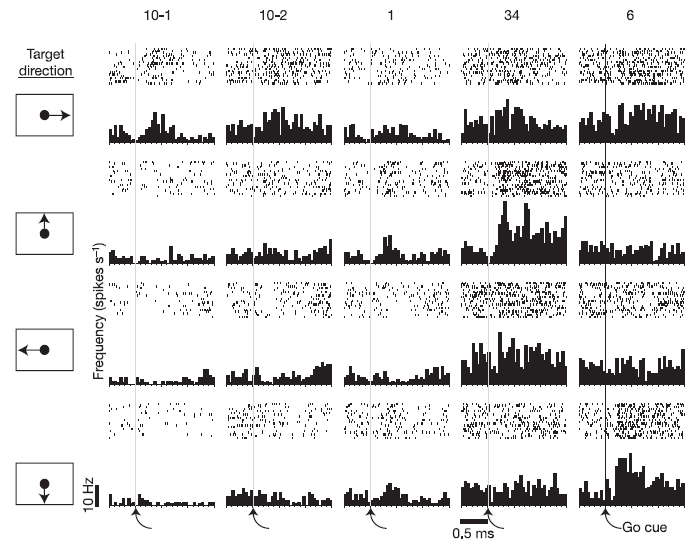 10-1 10-2 1 34 6
Target
direction
Frequency (spikes s⁻¹)
10 Hz
0.5 ms
Go cue